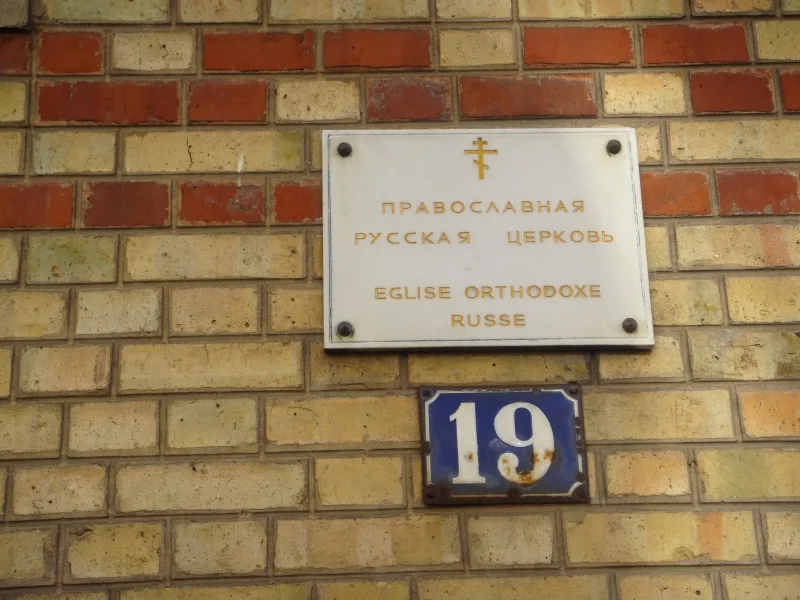 ПРАВОСЛАВНАЯ
РУССКАЯ ЦЕРКОВЬ
EGLISE ORTHODOXE
RUSSE
19